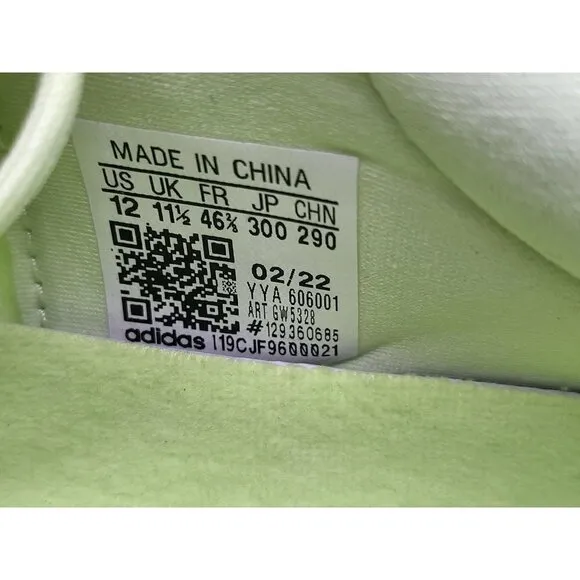 MADE IN CHINA
US UK FR JP CHN
12 11½ 46⅔ 300 290
02/22
YYA 606001
ART GW5328
#129360685
adidas I19CJF9600021